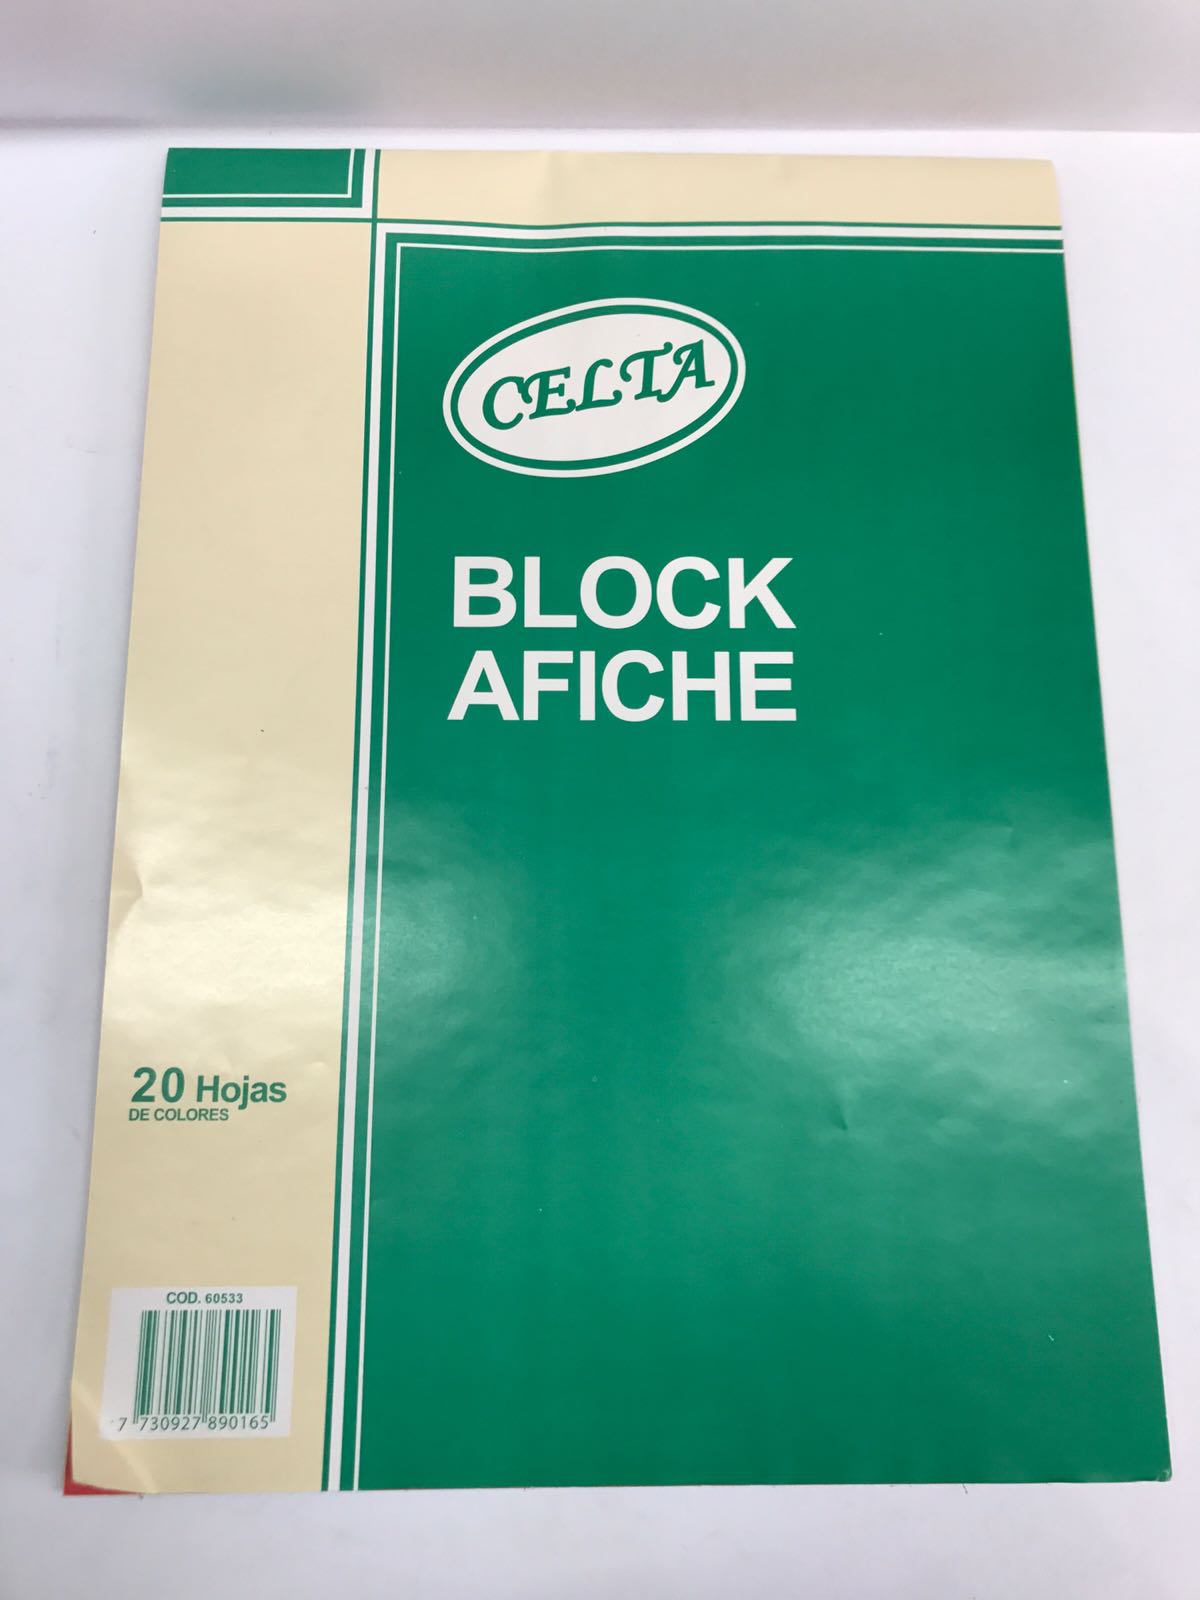 CELTA
BLOCK
AFICHE
20 Hojas
DE COLORES
COD. 60533
7 730927 890165